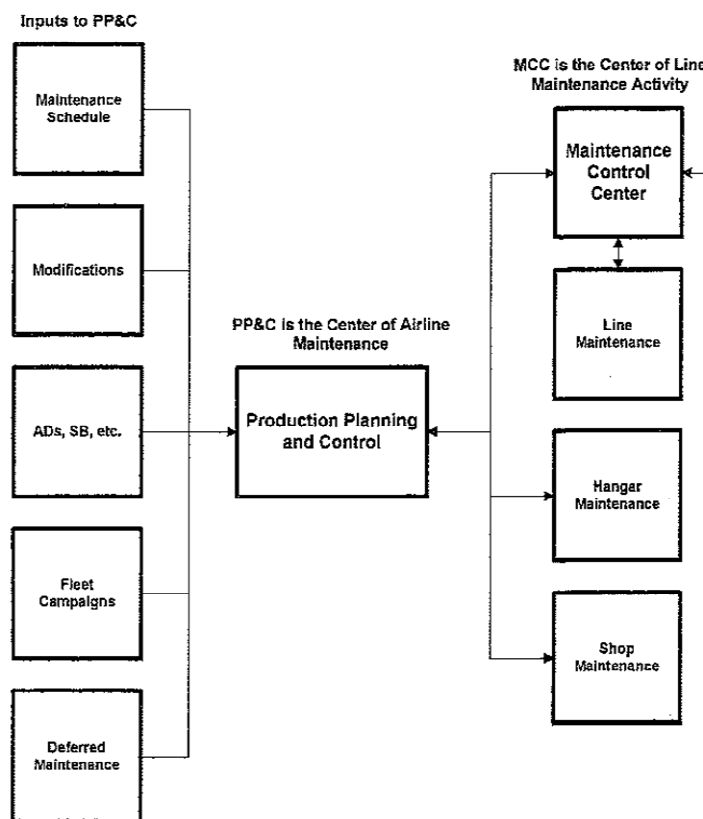 Inputs to PP&C
Maintenance
Schedule
Modifications
ADs, SB, etc.
Fleet
Campaigns
Deferred
Maintenance
PP&C is the Center of Airline
Maintenance
Production Planning
and Control
MCC is the Center of Line
Maintenance Activity
Maintenance
Control
Center
Line
Maintenance
Hangar
Maintenance
Shop
Maintenance